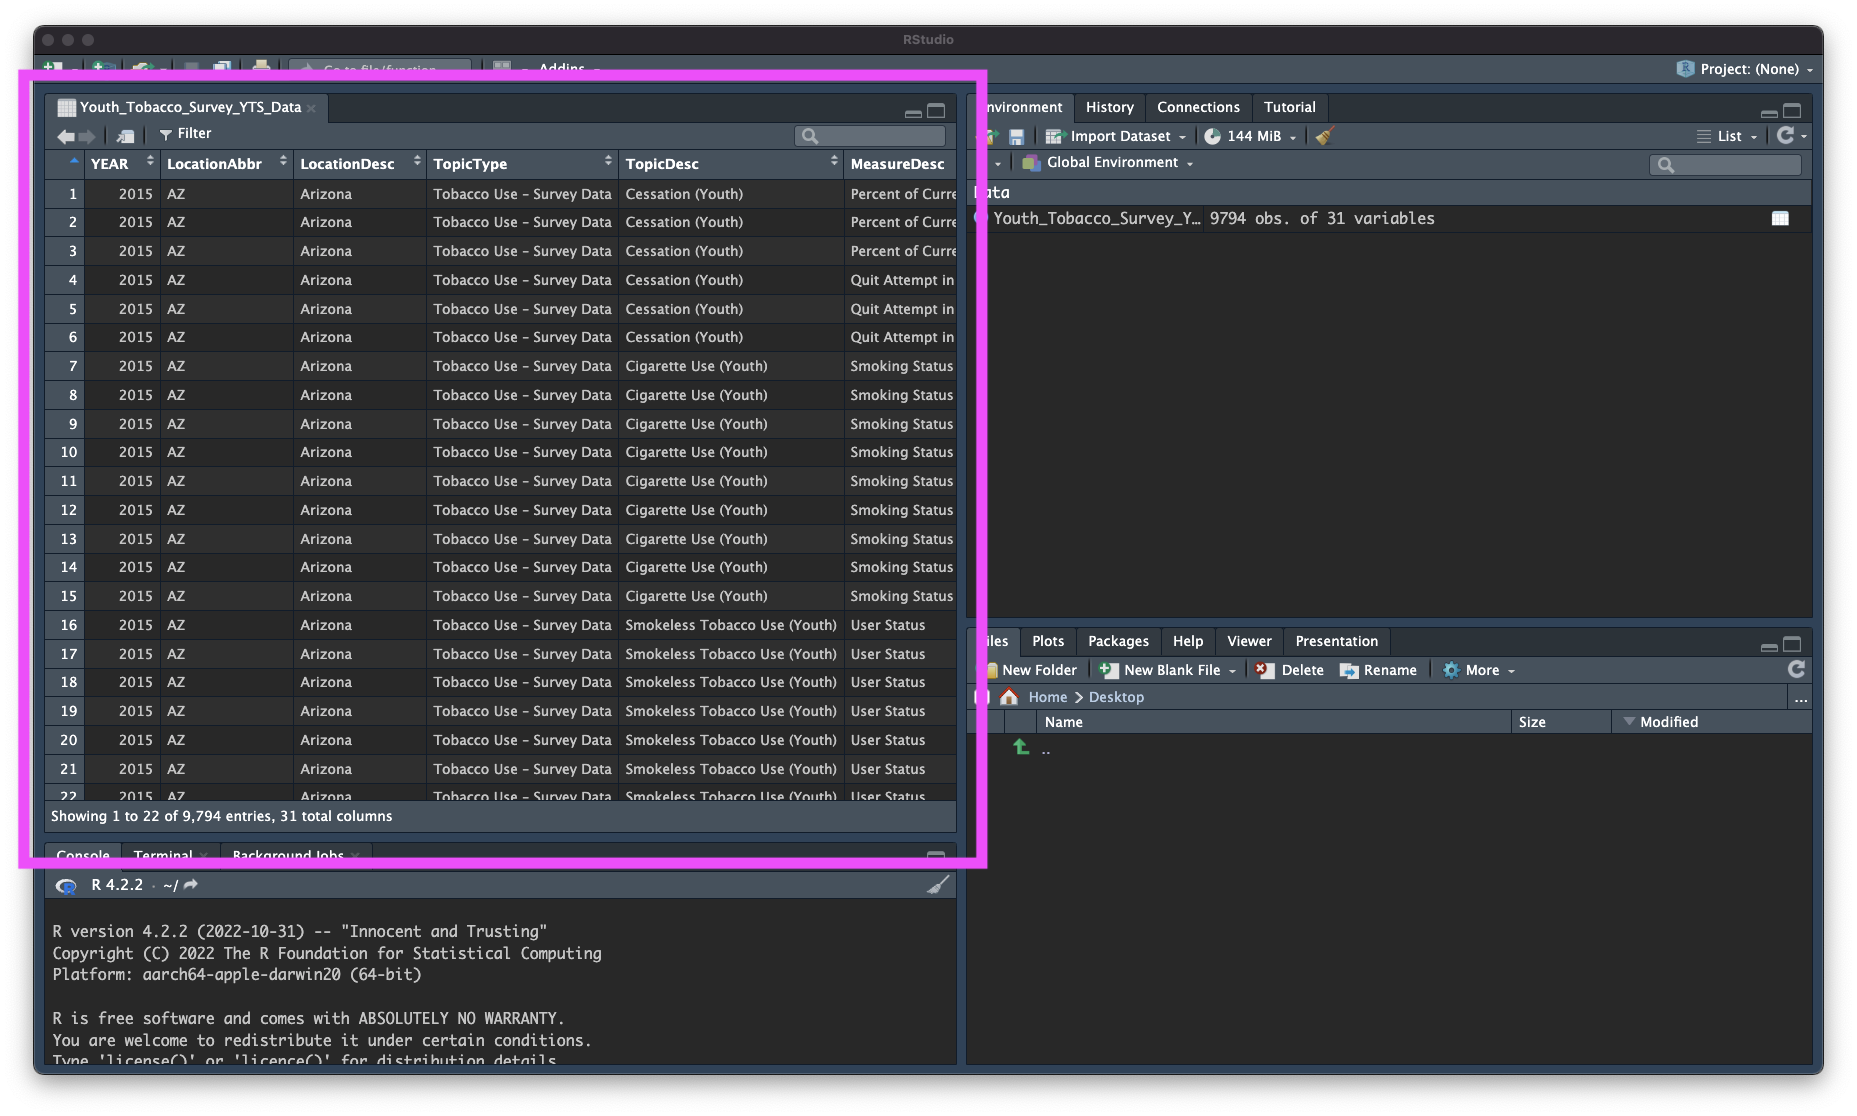 RStudio
Go to file/function
Addins
Project: (None)
Youth_Tobacco_Survey_YTS_Data
Filter
YEAR LocationAbbr LocationDesc TopicType TopicDesc MeasureDesc
1 2015 AZ Arizona Tobacco Use - Survey Data Cessation (Youth) Percent of Curre
2 2015 AZ Arizona Tobacco Use - Survey Data Cessation (Youth) Percent of Curre
3 2015 AZ Arizona Tobacco Use - Survey Data Cessation (Youth) Percent of Curre
4 2015 AZ Arizona Tobacco Use - Survey Data Cessation (Youth) Quit Attempt in
5 2015 AZ Arizona Tobacco Use - Survey Data Cessation (Youth) Quit Attempt in
6 2015 AZ Arizona Tobacco Use - Survey Data Cessation (Youth) Quit Attempt in
7 2015 AZ Arizona Tobacco Use - Survey Data Cigarette Use (Youth) Smoking Status
8 2015 AZ Arizona Tobacco Use - Survey Data Cigarette Use (Youth) Smoking Status
9 2015 AZ Arizona Tobacco Use - Survey Data Cigarette Use (Youth) Smoking Status
10 2015 AZ Arizona Tobacco Use - Survey Data Cigarette Use (Youth) Smoking Status
11 2015 AZ Arizona Tobacco Use - Survey Data Cigarette Use (Youth) Smoking Status
12 2015 AZ Arizona Tobacco Use - Survey Data Cigarette Use (Youth) Smoking Status
13 2015 AZ Arizona Tobacco Use - Survey Data Cigarette Use (Youth) Smoking Status
14 2015 AZ Arizona Tobacco Use - Survey Data Cigarette Use (Youth) Smoking Status
15 2015 AZ Arizona Tobacco Use - Survey Data Cigarette Use (Youth) Smoking Status
16 2015 AZ Arizona Tobacco Use - Survey Data Smokeless Tobacco Use (Youth) User Status
17 2015 AZ Arizona Tobacco Use - Survey Data Smokeless Tobacco Use (Youth) User Status
18 2015 AZ Arizona Tobacco Use - Survey Data Smokeless Tobacco Use (Youth) User Status
19 2015 AZ Arizona Tobacco Use - Survey Data Smokeless Tobacco Use (Youth) User Status
20 2015 AZ Arizona Tobacco Use - Survey Data Smokeless Tobacco Use (Youth) User Status
21 2015 AZ Arizona Tobacco Use - Survey Data Smokeless Tobacco Use (Youth) User Status
22 2015 AZ Arizona Tobacco Use - Survey Data Smokeless Tobacco Use (Youth) User Status
Showing 1 to 22 of 9,794 entries, 31 total columns
Console Terminal Background Jobs
R 4.2.2 · ~/
R version 4.2.2 (2022-10-31) -- "Innocent and Trusting"
Copyright (C) 2022 The R Foundation for Statistical Computing
Platform: aarch64-apple-darwin20 (64-bit)
R is free software and comes with ABSOLUTELY NO WARRANTY.
You are welcome to redistribute it under certain conditions.
Type 'license()' or 'licence()' for distribution details
nvironment History Connections Tutorial
Import Dataset 144 MiB List
Global Environment
ata
Youth_Tobacco_Survey_Y… 9794 obs. of 31 variables
iles Plots Packages Help Viewer Presentation
New Folder New Blank File Delete Rename More
Home > Desktop ...
Name Size Modified
..